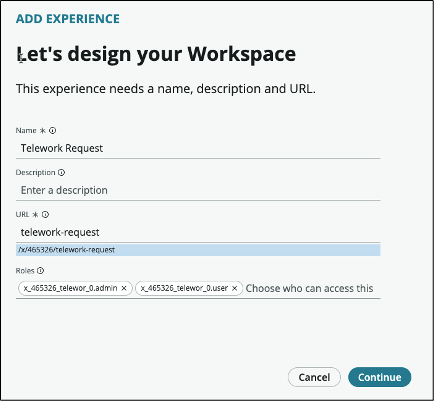 ADD EXPERIENCE
Let's design your Workspace
This experience needs a name, description and URL.
Name *
Telework Request
Description
Enter a description
URL *
telework-request
/x/465326/telework-request
Roles
x_465326_telewor_0.admin × x_465326_telewor_0.user × Choose who can access this
Cancel Continue